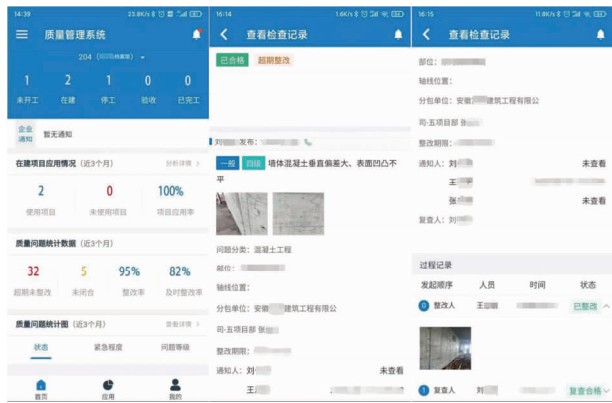 14:39
23.8K/s
质量管理系统
204
1 2 1 0 0
未开工 在建 停工 验收 已完工
企业通知 暂无通知
在建项目应用情况（近3个月） 分析详情 >
2 0 100%
使用项目 未使用项目 项目应用率
质量问题统计数据（近3个月）
32 5 95% 82%
超期未整改 未闭合 整改率 及时整改率
质量问题统计图（近3个月） 查看详情 >
状态 紧急程度 问题等级
首页 应用 我的
16:14
1.6K/s
查看检查记录
已合格 超期整改
刘 发布：
一般 四级 墙体混凝土垂直偏差大、表面凹凸不
平
问题分类：混凝土工程
部位：
轴线位置：
分包单位：安徽 建筑工程有限公
司-五项目部 张
整改期限：
通知人：刘 未查看
王
16:15
11.8K/s
查看检查记录
部位：
轴线位置：
分包单位：安徽 建筑工程有限公
司-五项目部 张
整改期限：
通知人：刘 未查看
王
张 未查看
复查人：刘
过程记录
发起顺序 人员 时间 状态
0 整改人 王 已整改
1 复查人 刘 复查合格